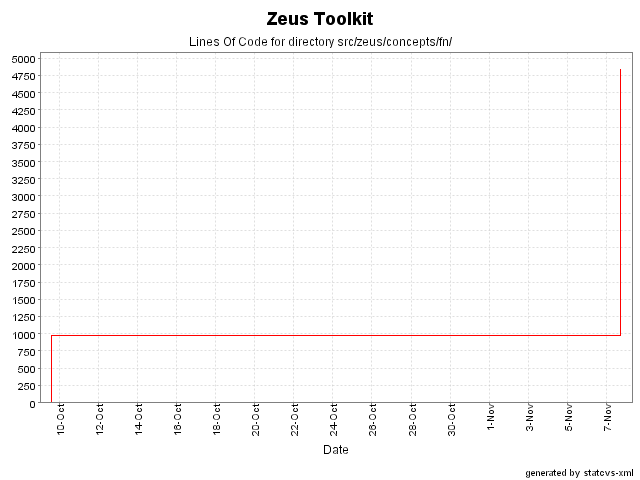 Zeus Toolkit
Lines Of Code for directory src/zeus/concepts/fn/
5000
4750
4500
4250
4000
3750
3500
3250
3000
2750
2500
2250
2000
1750
1500
1250
1000
750
500
250
0
10-Oct
12-Oct
14-Oct
16-Oct
18-Oct
20-Oct
22-Oct
24-Oct
26-Oct
28-Oct
30-Oct
1-Nov
3-Nov
5-Nov
7-Nov
Date
generated by statcvs-xml